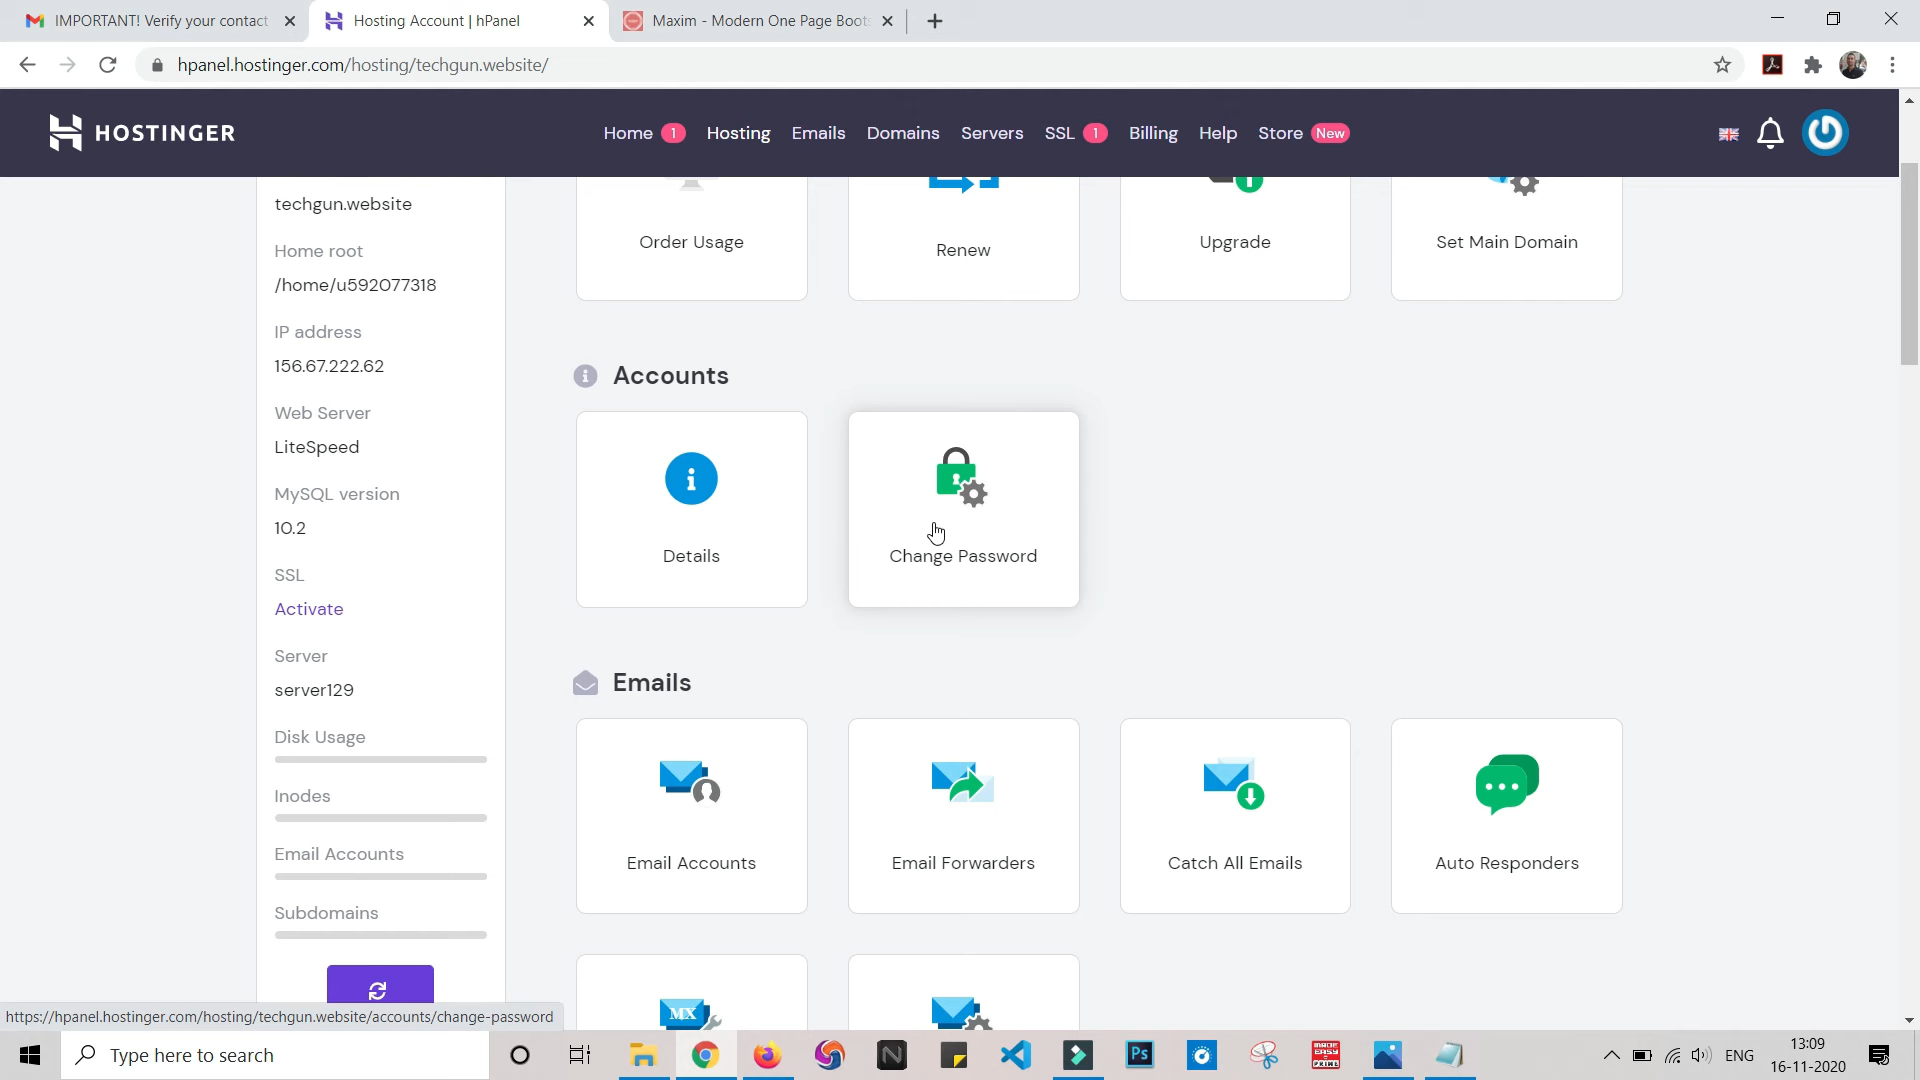 IMPORTANT! Verify your contact
Hosting Account | hPanel
Maxim - Modern One Page Boots
hpanel.hostinger.com/hosting/techgun.website/
HOSTINGER
Home 1 Hosting Emails Domains Servers SSL 1 Billing Help Store New
techgun.website
Home root
/home/u592077318
IP address
156.67.222.62
Web Server
LiteSpeed
MySQL version
10.2
SSL
Activate
Server
server129
Disk Usage
Inodes
Email Accounts
Subdomains
Order Usage
Renew
Upgrade
Set Main Domain
Accounts
Details
Change Password
Emails
Email Accounts
Email Forwarders
Catch All Emails
Auto Responders
MX
https://hpanel.hostinger.com/hosting/techgun.website/accounts/change-password
Type here to search
N
Ps
MADE
EASY
PRIME
ENG
13:09
16-11-2020